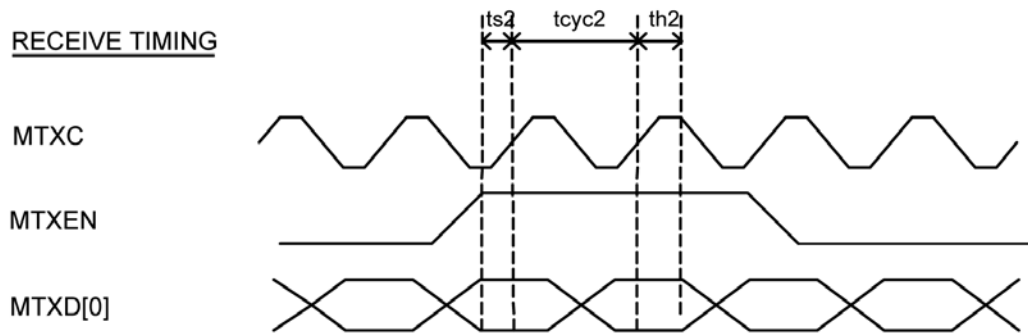 RECEIVE TIMING
ts2 tcyc2 th2
MTXC
MTXEN
MTXD[0]